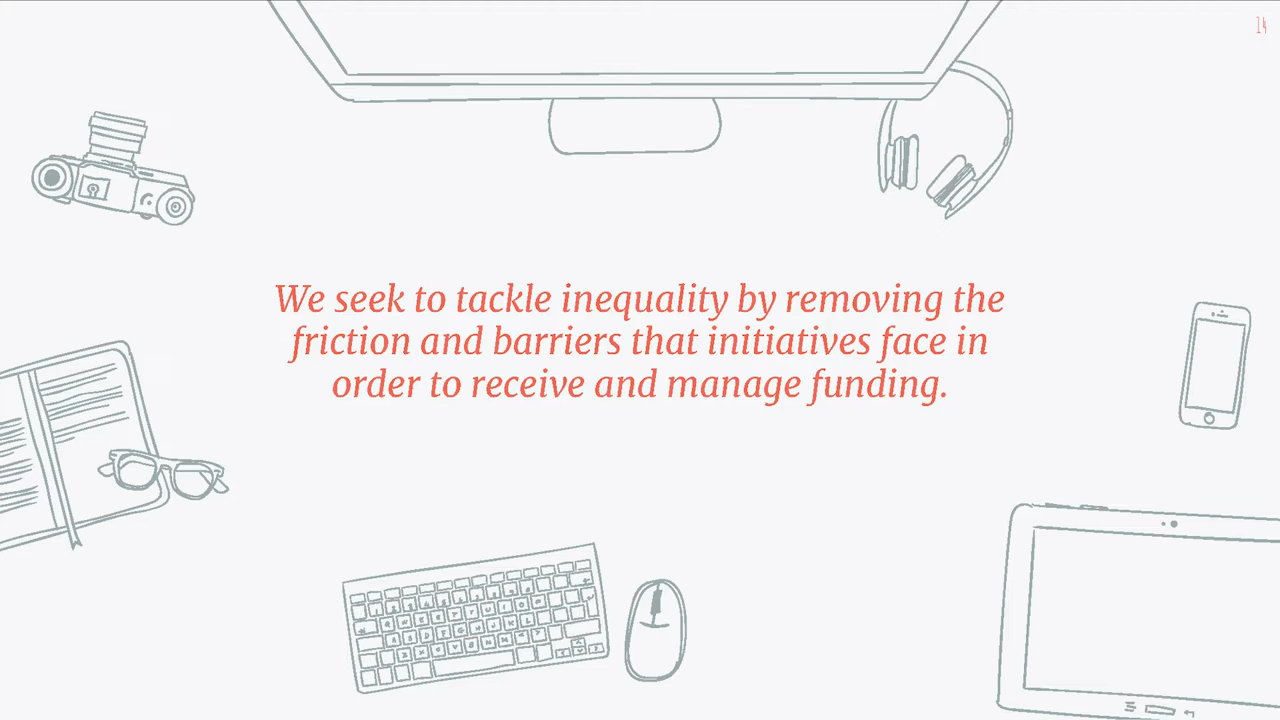 14
We seek to tackle inequality by removing the
friction and barriers that initiatives face in
order to receive and manage funding.